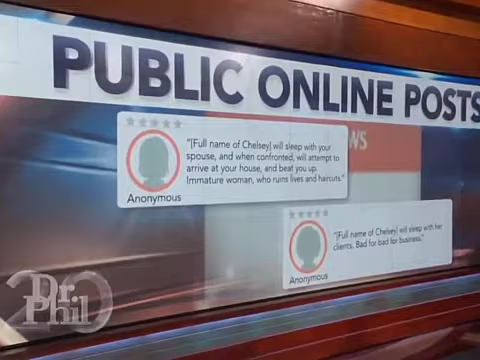 PUBLIC ONLINE POSTS
WS
"[Full name of Chelsey] will sleep with your
spouse, and when confronted, will attempt to
arrive at your house, and beat you up.
Immature woman, who ruins lives and haircuts."
Anonymous
"[Full name of Chelsey] will sleep with her
clients. Bad for bad for business."
Anonymous
Dr.
Phil
20